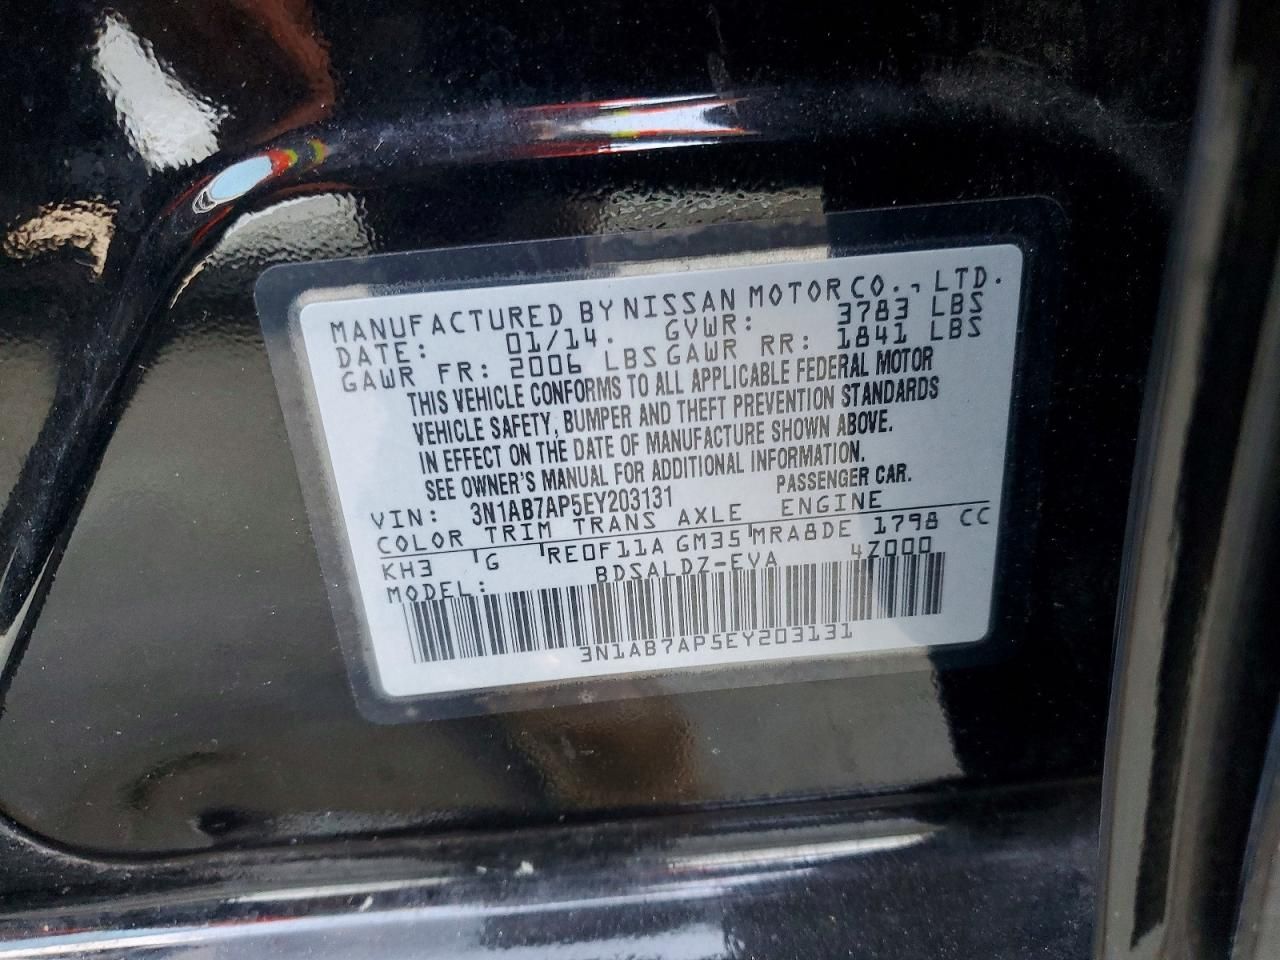 MANUFACTURED BY NISSAN MOTOR CO., LTD.
DATE: 01/14. GVWR: 3783 LBS
GAWR FR: 2006 LBS GAWR RR: 1841 LBS
THIS VEHICLE CONFORMS TO ALL APPLICABLE FEDERAL MOTOR
VEHICLE SAFETY, BUMPER AND THEFT PREVENTION STANDARDS
IN EFFECT ON THE DATE OF MANUFACTURE SHOWN ABOVE.
SEE OWNER'S MANUAL FOR ADDITIONAL INFORMATION.
VIN: 3N1AB7AP5EY203131 PASSENGER CAR.
COLOR TRIM TRANS AXLE ENGINE
KH3 G RE0F11A GM35 MRA8DE 1798 CC
MODEL: BDSALDZ-EVA 4Z000
3N1AB7AP5EY203131